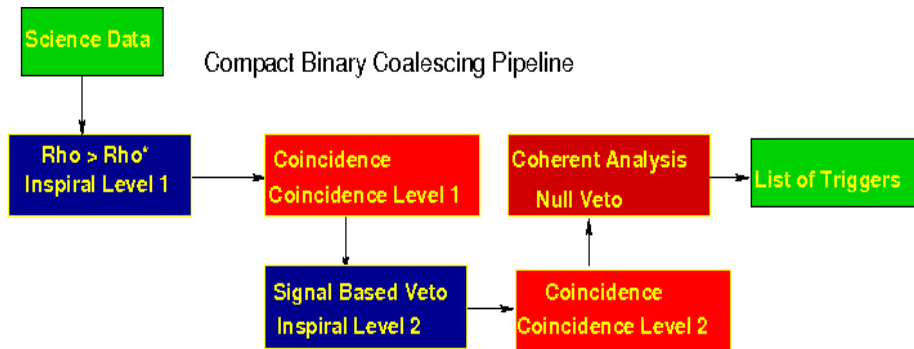 Science Data
Compact Binary Coalescing Pipeline
Rho > Rho*
Inspiral Level 1
Coincidence
Coincidence Level 1
Signal Based Veto
Inspiral Level 2
Coincidence
Coincidence Level 2
Coherent Analysis
Null Veto
List of Triggers